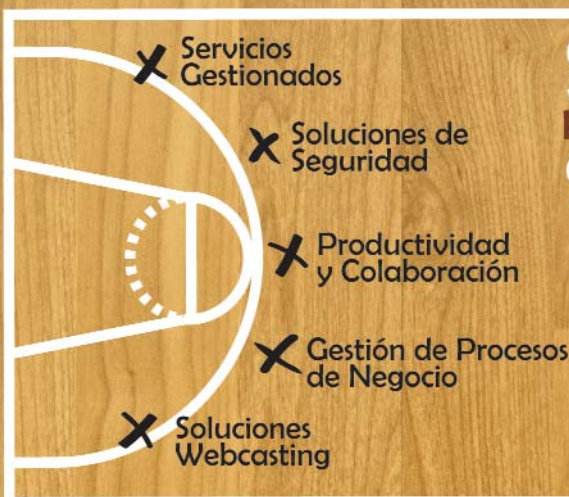 Servicios
Gestionados
Soluciones de
Seguridad
Productividad
y Colaboración
Gestión de Procesos
de Negocio
Soluciones
Webcasting